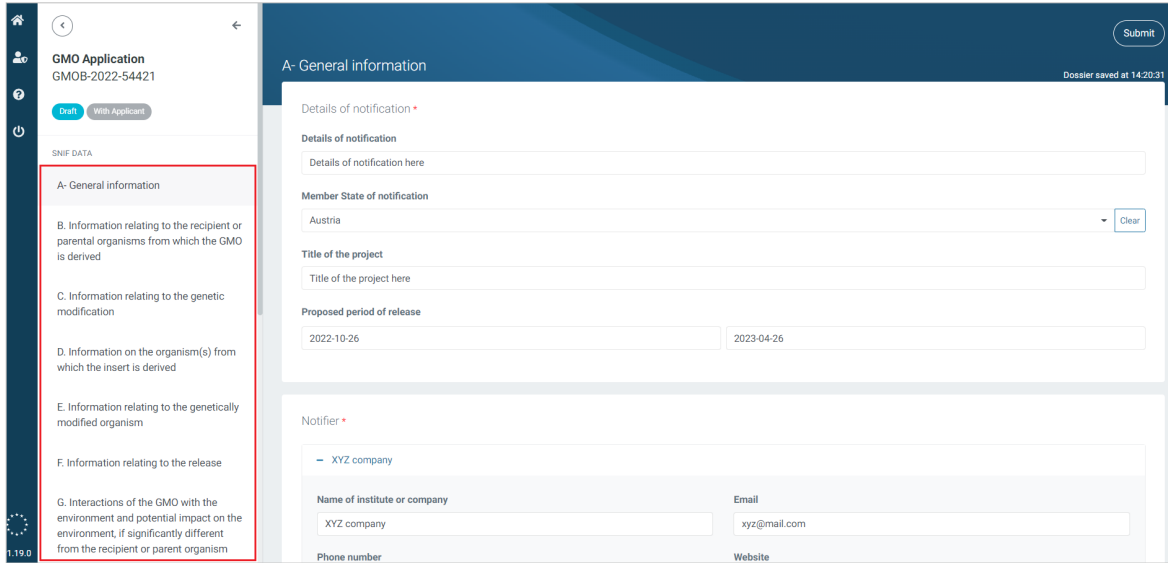 GMO Application
GMOB-2022-54421
Draft
With Applicant
SNIF DATA
A- General information
B. Information relating to the recipient or
parental organisms from which the GMO
is derived
C. Information relating to the genetic
modification
D. Information on the organism(s) from
which the insert is derived
E. Information relating to the genetically
modified organism
F. Information relating to the release
G. Interactions of the GMO with the
environment and potential impact on the
environment, if significantly different
from the recipient or parent organism
1.19.0
Submit
A- General information
Dossier saved at 14:20:31
Details of notification *
Details of notification
Details of notification here
Member State of notification
Austria
Clear
Title of the project
Title of the project here
Proposed period of release
2022-10-26
2023-04-26
Notifier *
XYZ company
Name of institute or company
Email
XYZ company
xyz@mail.com
Phone number
Website